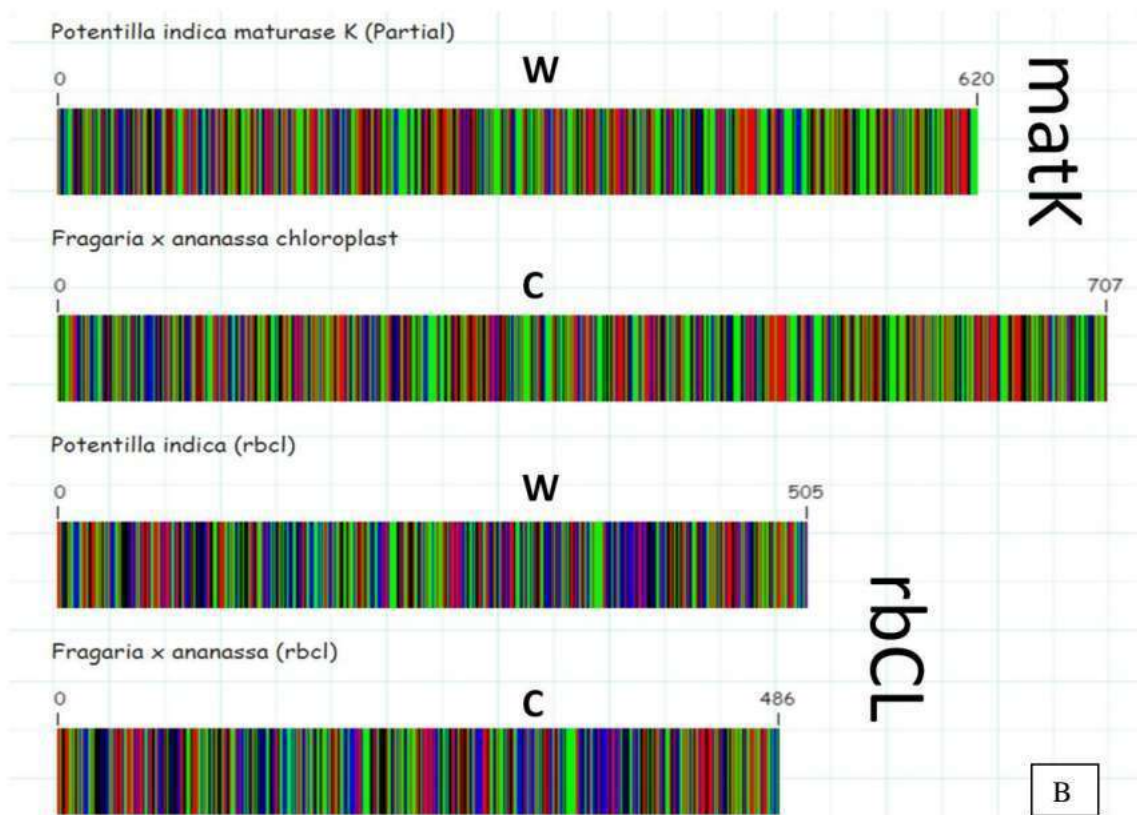 Potentilla indica maturase K (Partial)
W
0
620
matK
Fragaria x ananassa chloroplast
C
0
707
Potentilla indica (rbcl)
W
0
505
rbCL
Fragaria x ananassa (rbcl)
C
0
486
B